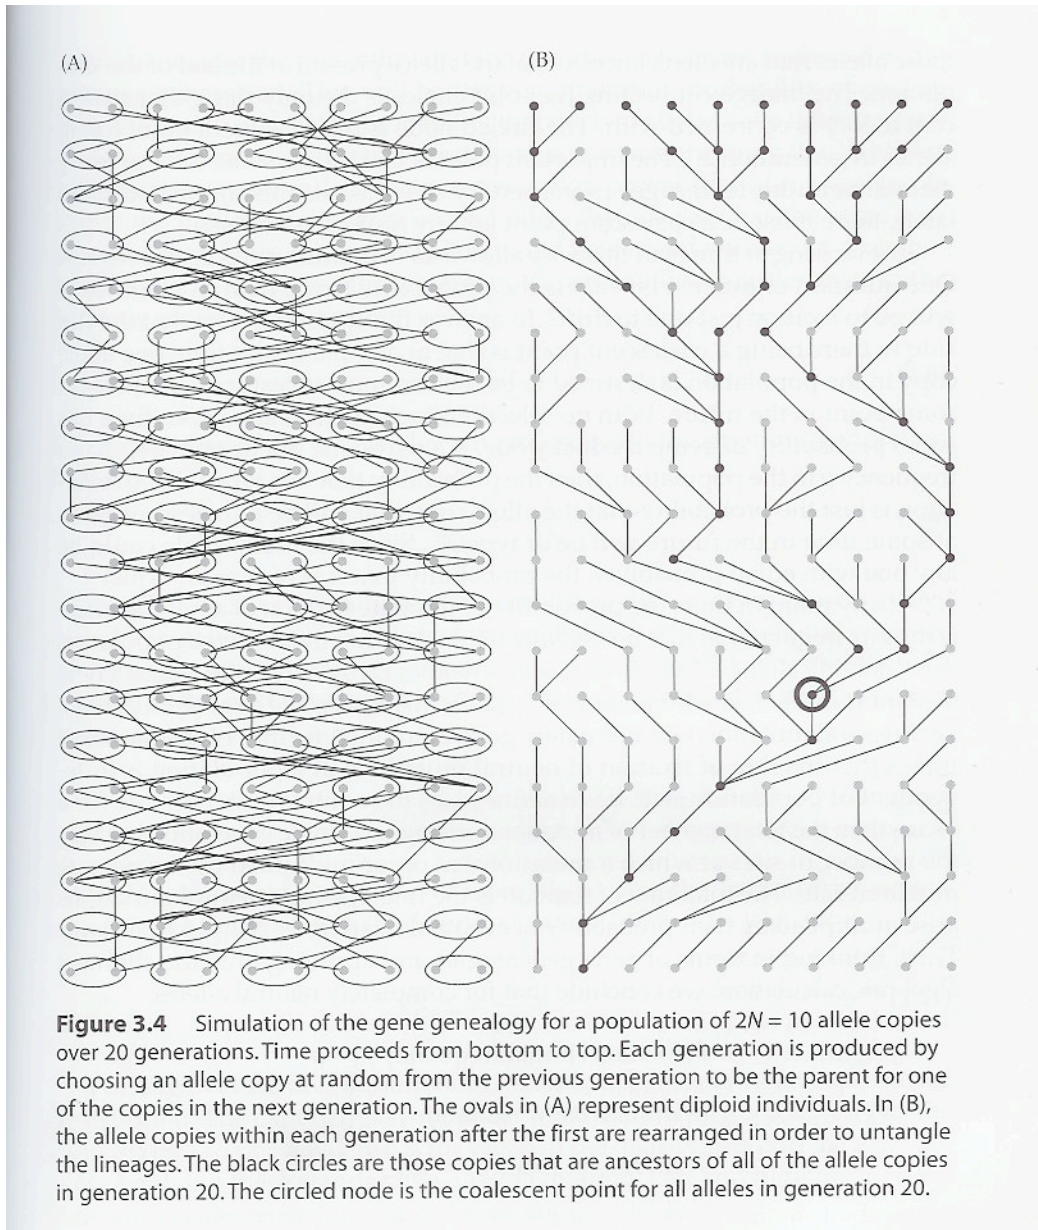 (A)
(B)
Figure 3.4 Simulation of the gene genealogy for a population of 2N = 10 allele copies
over 20 generations. Time proceeds from bottom to top. Each generation is produced by
choosing an allele copy at random from the previous generation to be the parent for one
of the copies in the next generation. The ovals in (A) represent diploid individuals. In (B),
the allele copies within each generation after the first are rearranged in order to untangle
the lineages. The black circles are those copies that are ancestors of all of the allele copies
in generation 20. The circled node is the coalescent point for all alleles in generation 20.